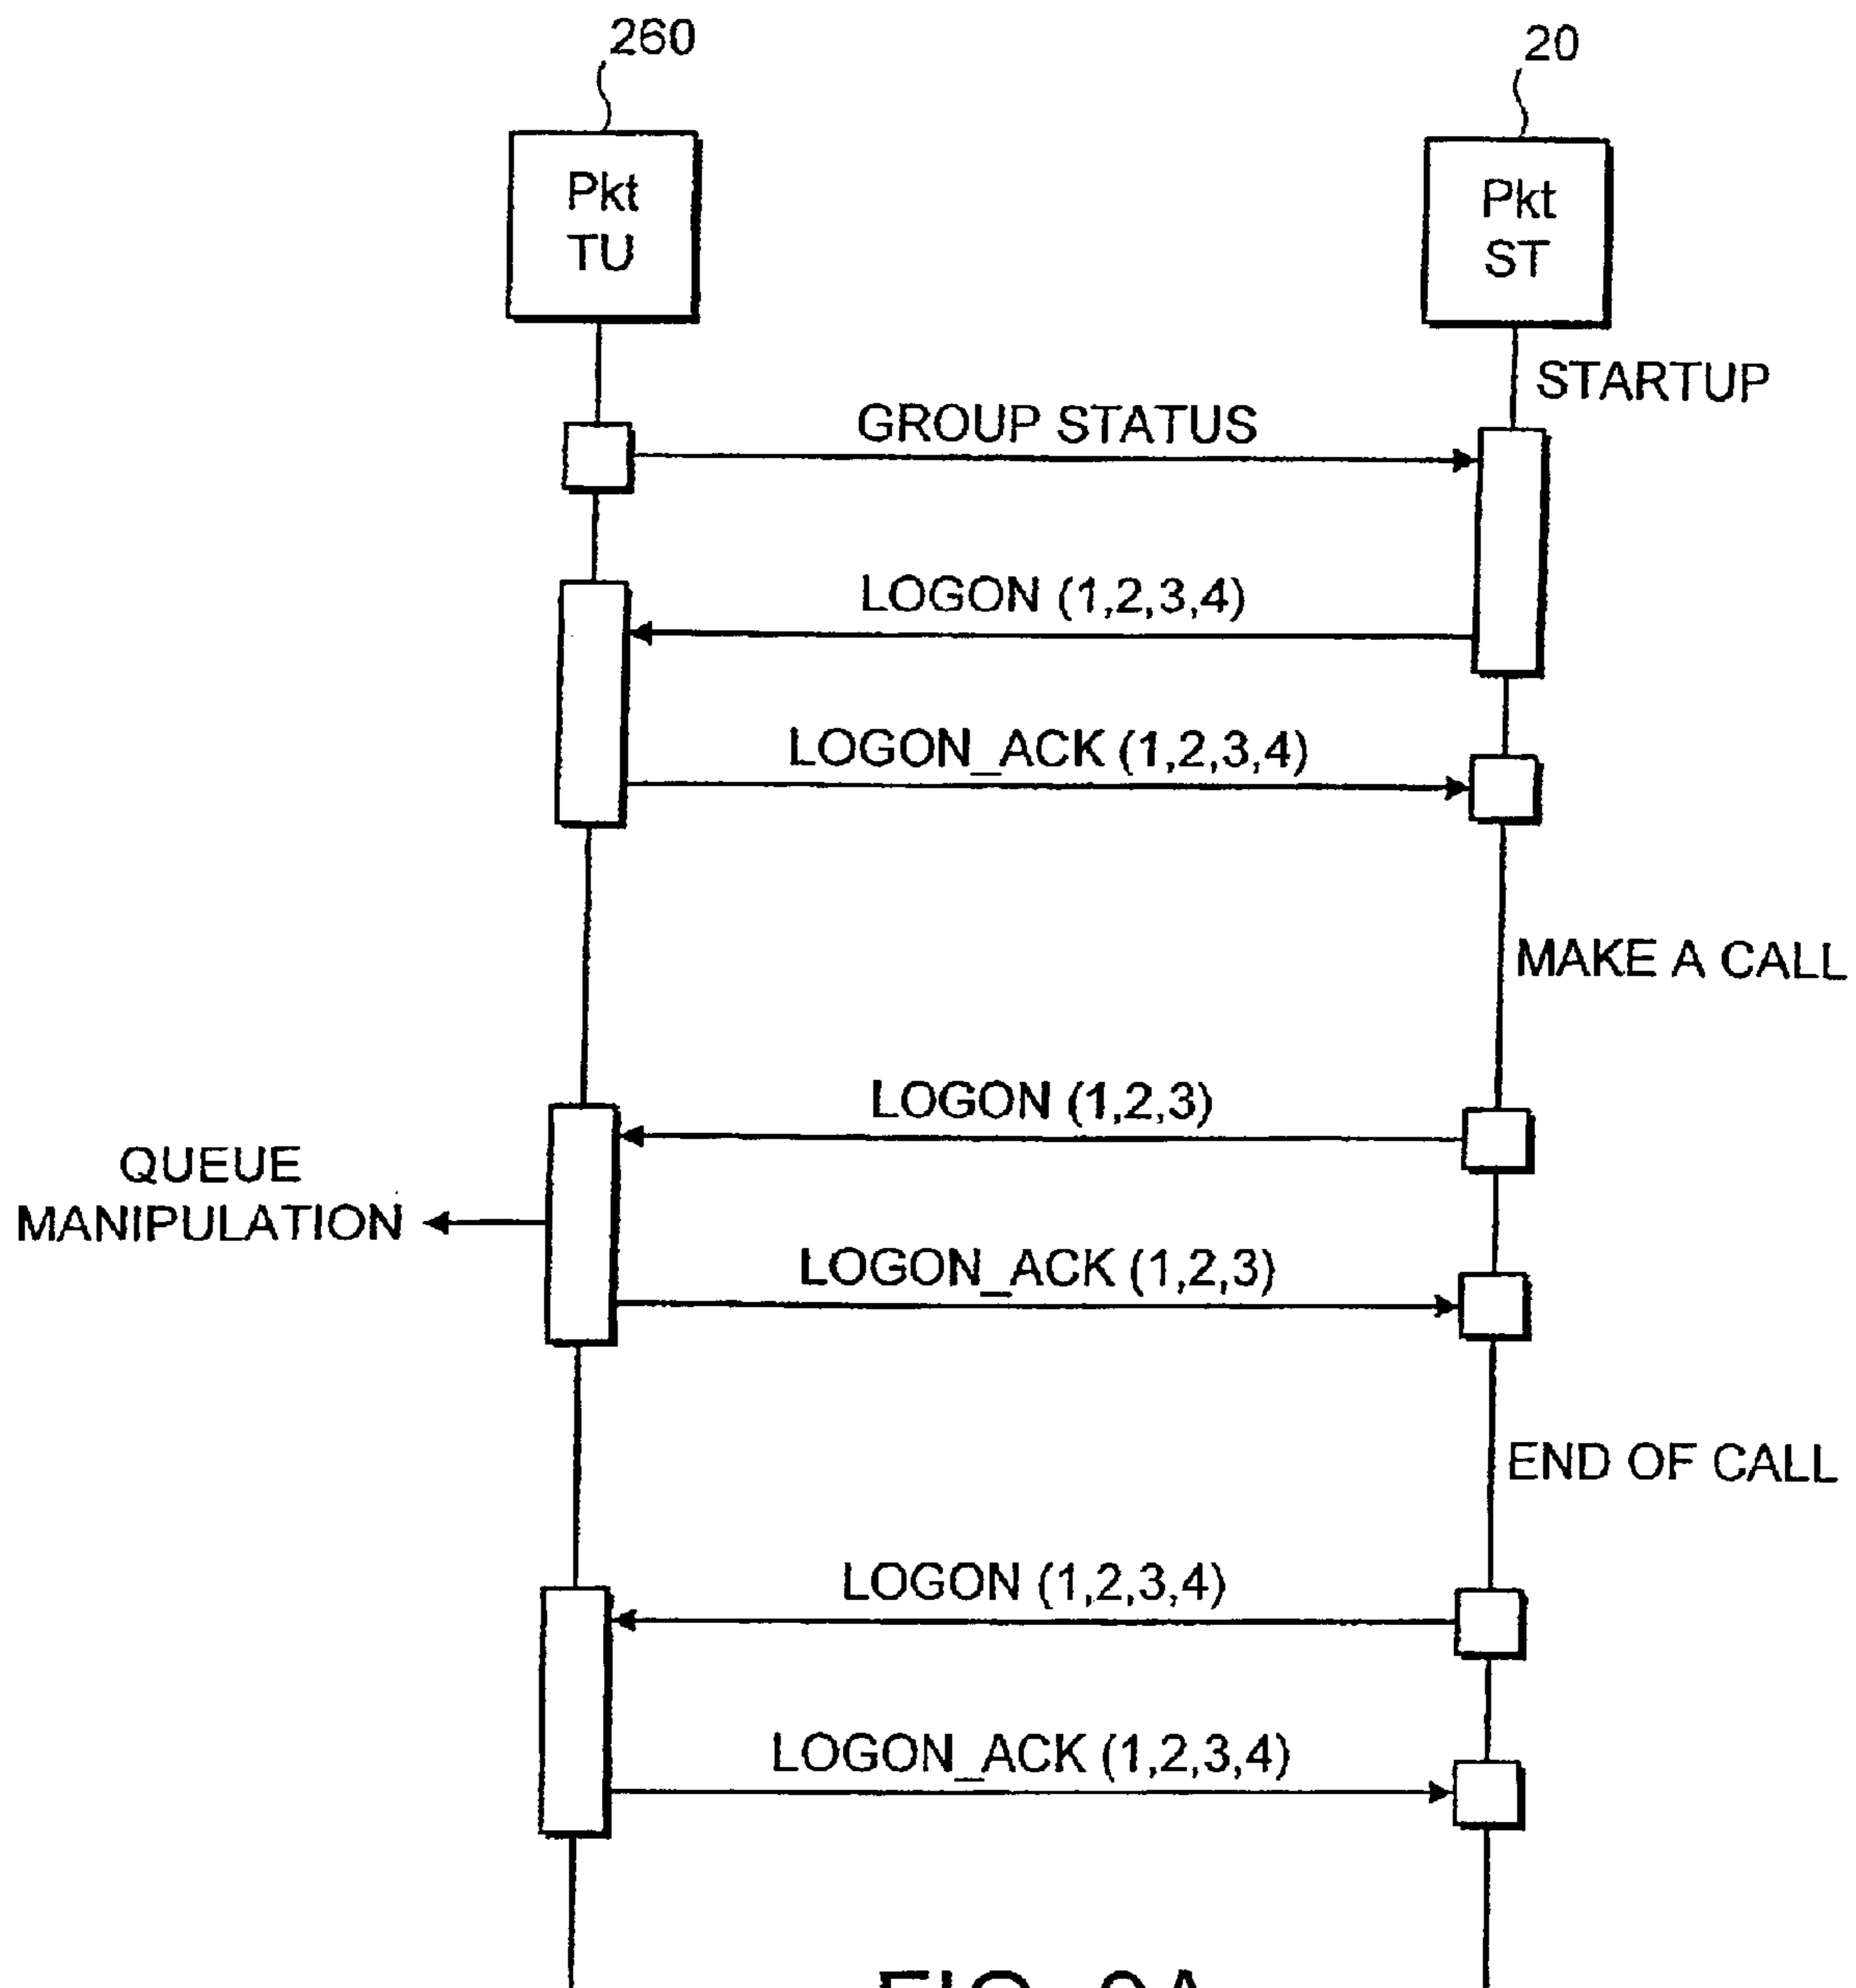 260
20
Pkt
TU
Pkt
ST
STARTUP
GROUP STATUS
LOGON (1,2,3,4)
LOGON_ACK (1,2,3,4)
MAKE A CALL
LOGON (1,2,3)
QUEUE
MANIPULATION
LOGON_ACK (1,2,3)
END OF CALL
LOGON (1,2,3,4)
LOGON_ACK (1,2,3,4)